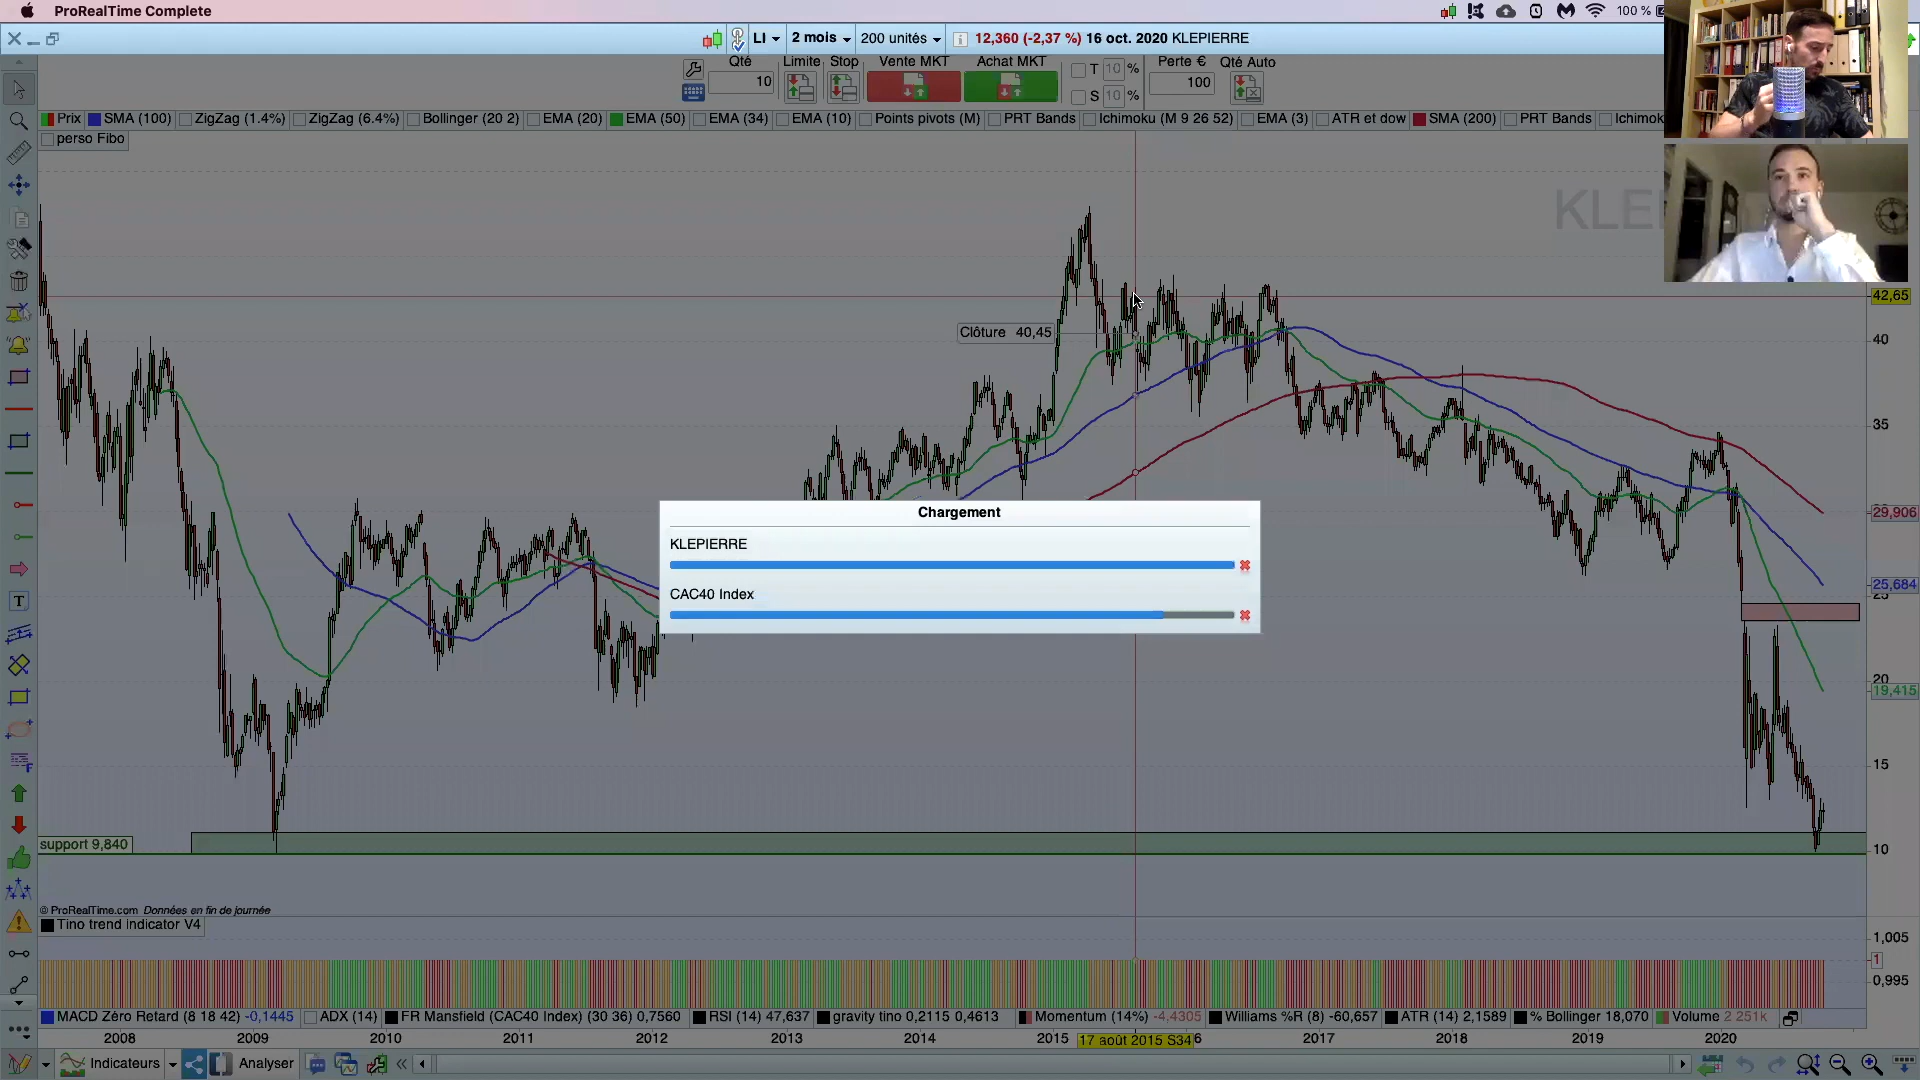 ProRealTime Complete
100 %
LI
2 mois
200 unités
12,360 (-2,37 %) 16 oct. 2020 KLEPIERRE
Qté
Limite
Stop
Vente MKT
Achat MKT
T 10 %
Perte €
Qté Auto
10
S 10 %
100
Prix
SMA (100)
ZigZag (1.4%)
ZigZag (6.4%)
Bollinger (20 2)
EMA (20)
EMA (50)
EMA (34)
EMA (10)
Points pivots (M)
PRT Bands
Ichimoku (M 9 26 52)
EMA (3)
ATR et dow
SMA (200)
PRT Bands
Ichimok
perso Fibo
KLE
42,65
Clôture 40,45
40
35
Chargement
KLEPIERRE
CAC40 Index
29,906
25,684
25
20
19,415
15
support 9,840
10
© ProRealTime.com Données en fin de journée
Tino trend indicator V4
1,005
1
0,995
MACD Zéro Retard (8 18 42) -0,1445
ADX (14)
FR Mansfield (CAC40 Index) (30 36) 0,7560
RSI (14) 47,637
gravity tino 0,2115 0,4613
Momentum (14%) -4,4305
Williams %R (8) -60,657
ATR (14) 2,1589
% Bollinger 18,070
Volume 2 251k
2008
2009
2010
2011
2012
2013
2014
2015
17 août 2015 S34
6
2017
2018
2019
2020
Indicateurs
Analyser